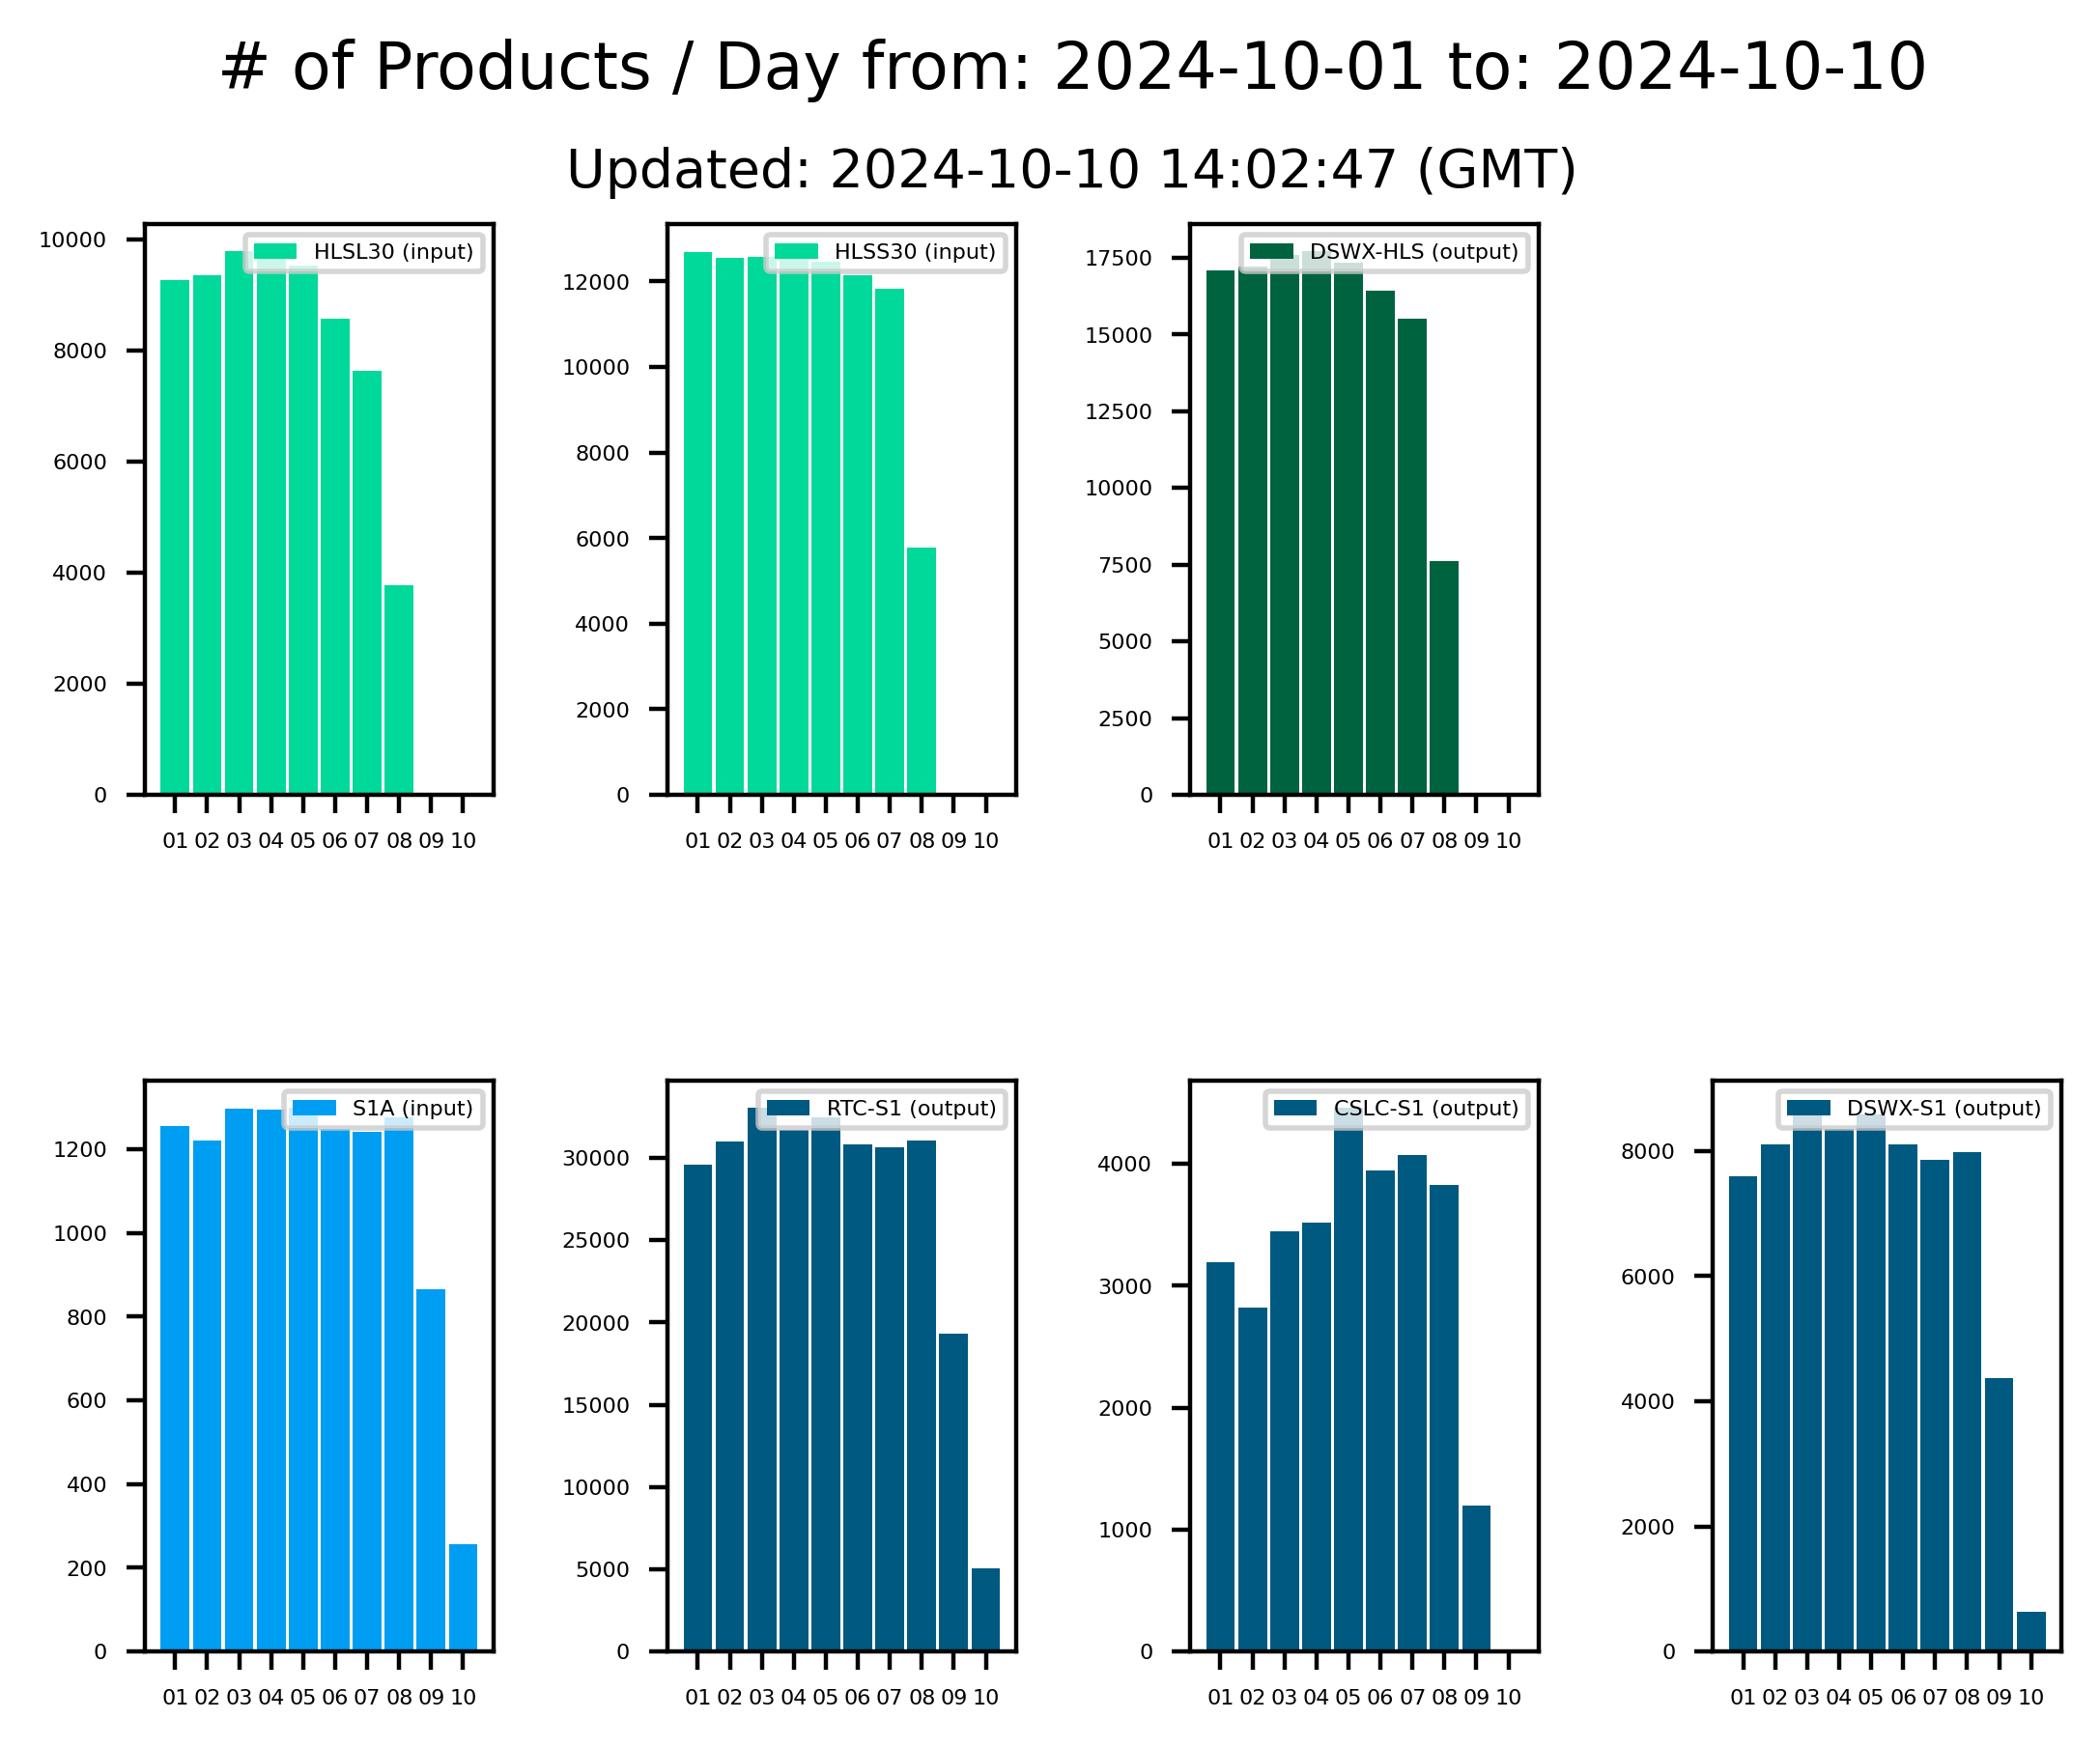 # of Products / Day from: 2024-10-01 to: 2024-10-10
Updated: 2024-10-10 14:02:47 (GMT)
HLSL30 (input)
10000
8000
6000
4000
2000
0
01 02 03 04 05 06 07 08 09 10
HLSS30 (input)
12000
10000
8000
6000
4000
2000
0
01 02 03 04 05 06 07 08 09 10
DSWX-HLS (output)
17500
15000
12500
10000
7500
5000
2500
0
01 02 03 04 05 06 07 08 09 10
S1A (input)
1200
1000
800
600
400
200
0
01 02 03 04 05 06 07 08 09 10
RTC-S1 (output)
30000
25000
20000
15000
10000
5000
0
01 02 03 04 05 06 07 08 09 10
CSLC-S1 (output)
4000
3000
2000
1000
0
01 02 03 04 05 06 07 08 09 10
DSWX-S1 (output)
8000
6000
4000
2000
0
01 02 03 04 05 06 07 08 09 10